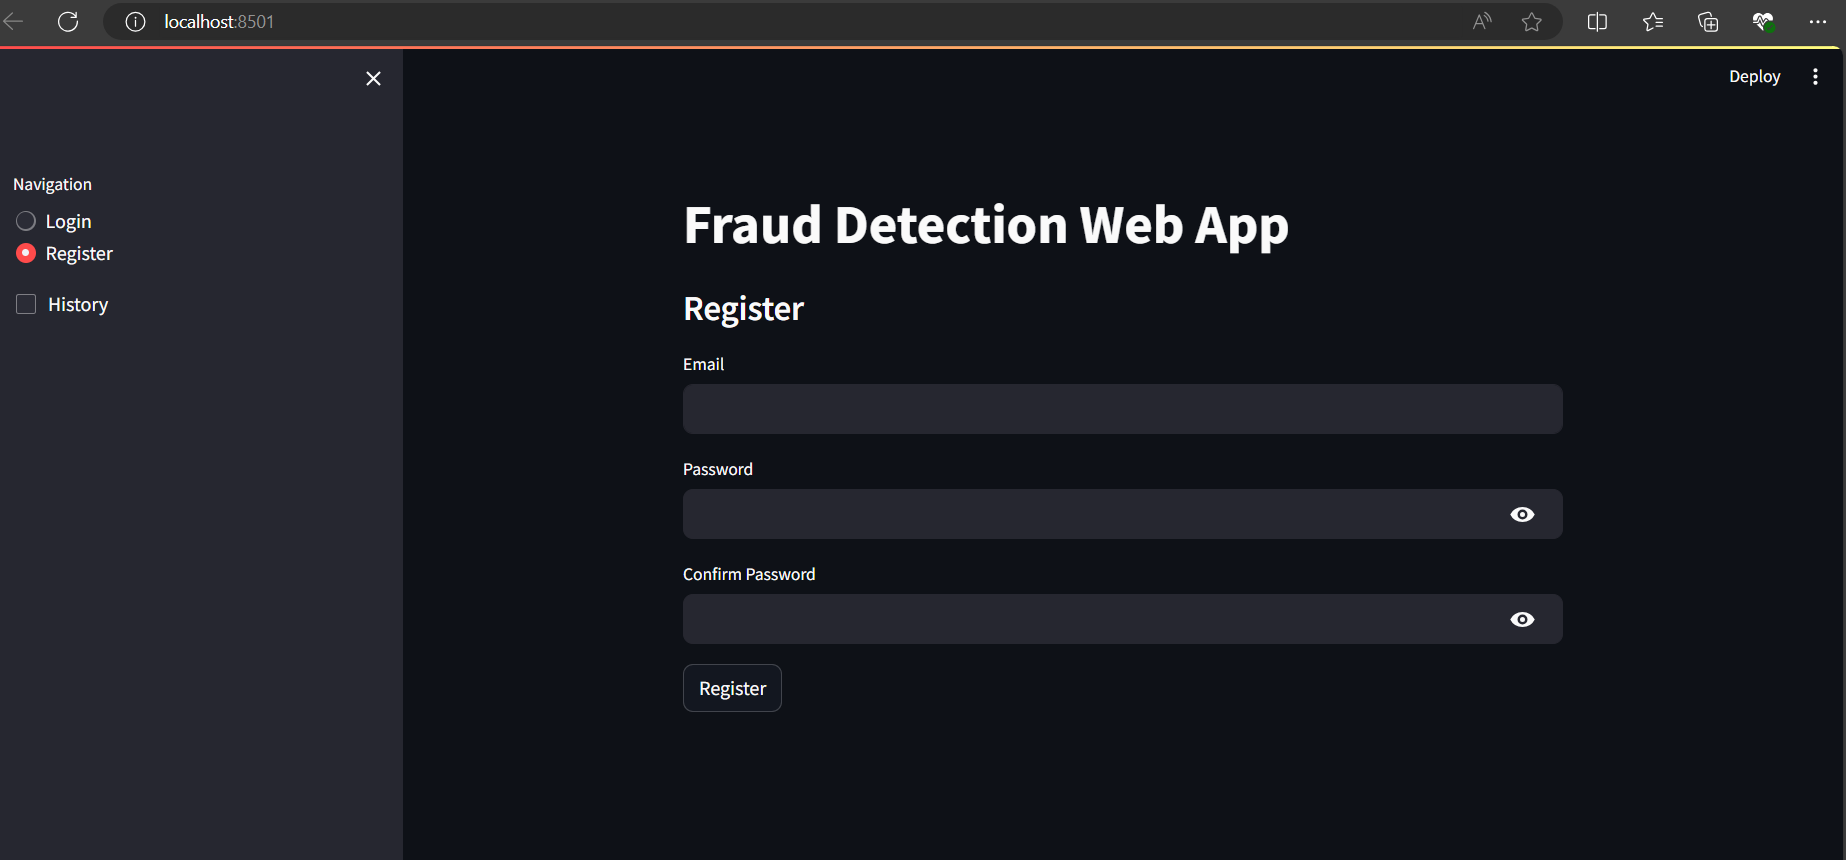 localhost:8501
Deploy
Navigation
Login
Register
History
Fraud Detection Web App
Register
Email
Password
Confirm Password
Register